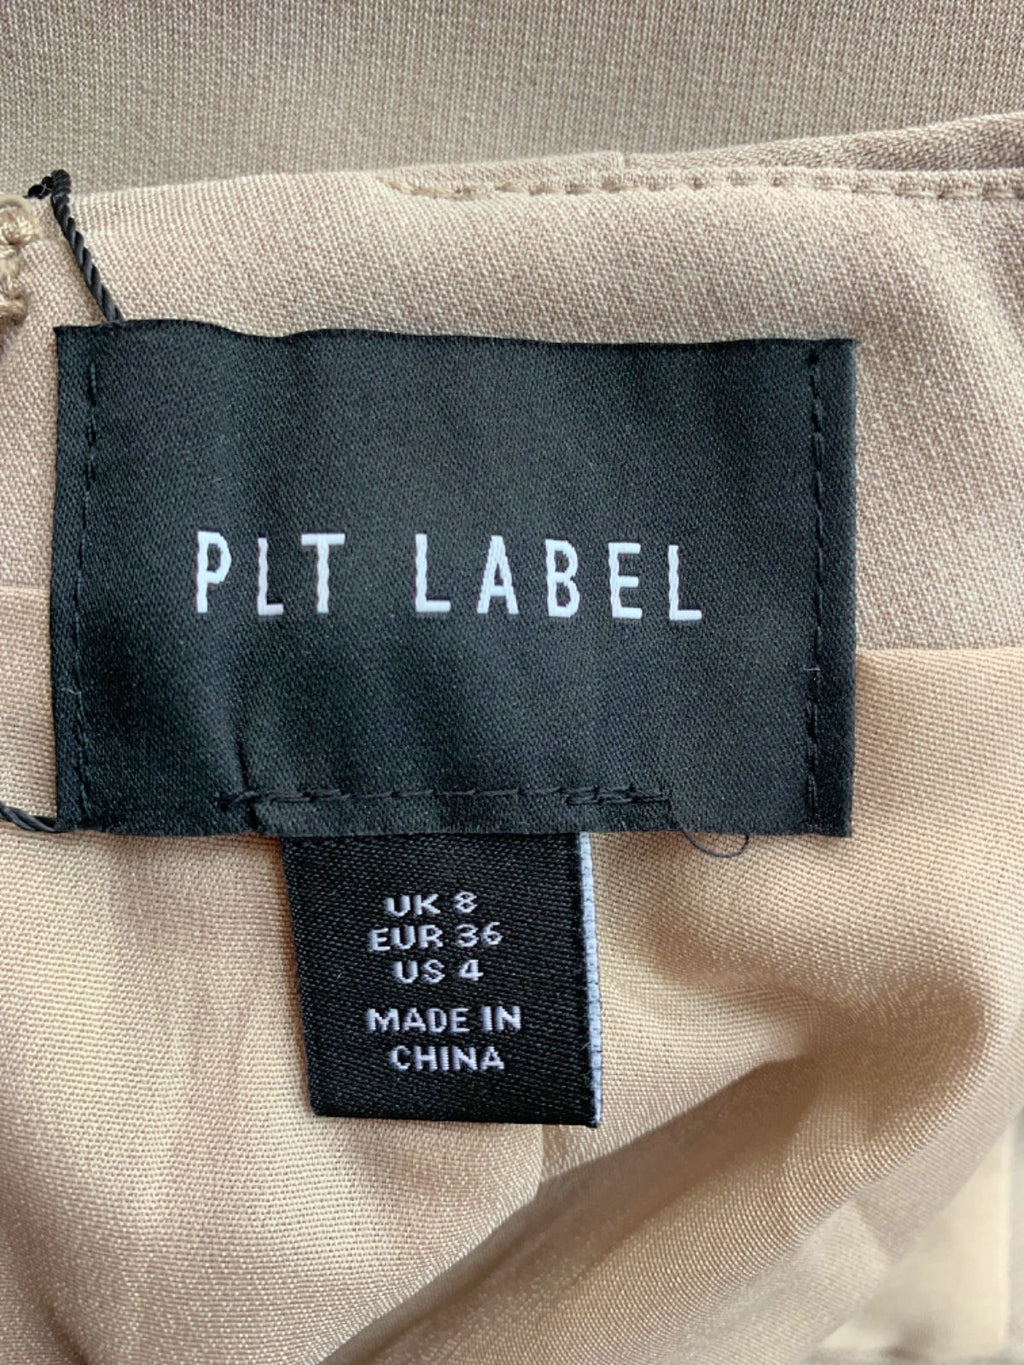 PLT LABEL
UK 8
EUR 36
US 4
MADE IN
CHINA